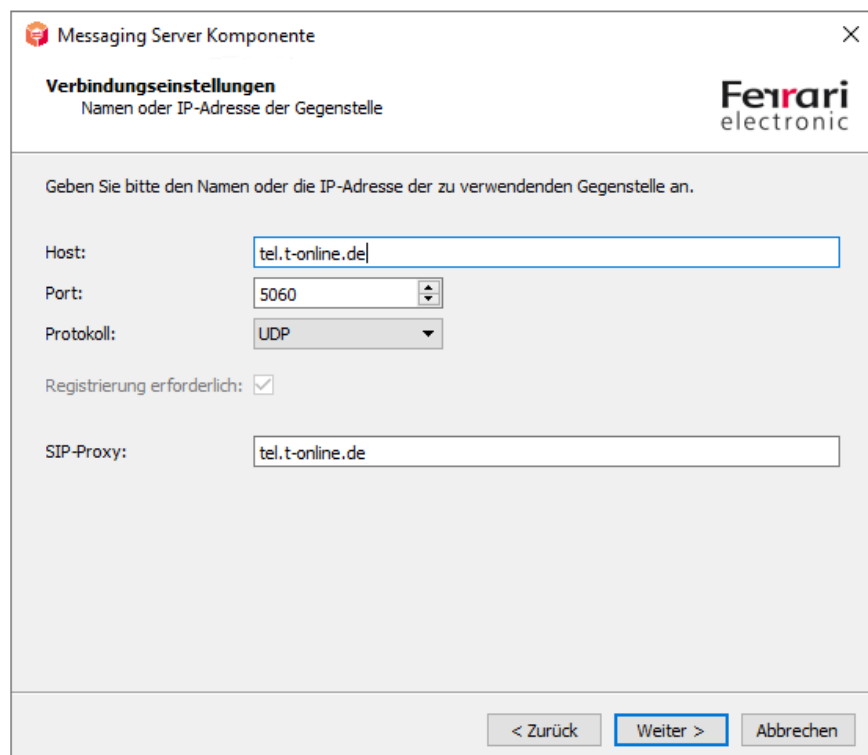 Messaging Server Komponente
Verbindungseinstellungen
Namen oder IP-Adresse der Gegenstelle
Ferrari
electronic
Geben Sie bitte den Namen oder die IP-Adresse der zu verwendenden Gegenstelle an.
Host: tel.t-online.de
Port: 5060
Protokoll: UDP
Registrierung erforderlich:
SIP-Proxy: tel.t-online.de
< Zurück Weiter > Abbrechen